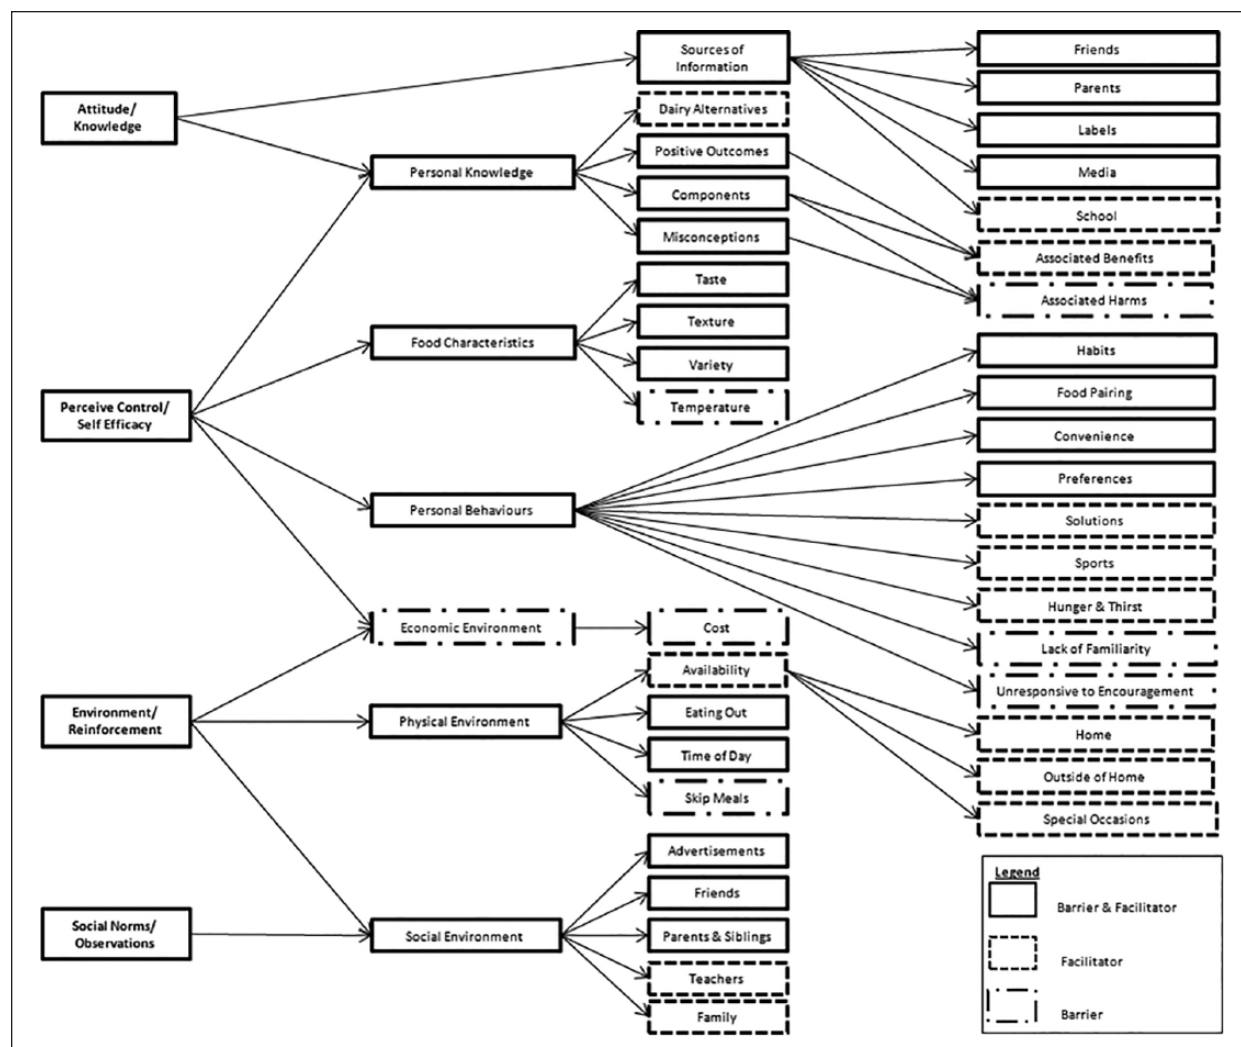 Attitude/
Knowledge
Perceive Control/
Self Efficacy
Environment/
Reinforcement
Social Norms/
Observations
Personal Knowledge
Food Characteristics
Personal Behaviours
Economic Environment
Physical Environment
Social Environment
Sources of
Information
Dairy Alternatives
Positive Outcomes
Components
Misconceptions
Taste
Texture
Variety
Temperature
Cost
Availability
Eating Out
Time of Day
Skip Meals
Advertisements
Friends
Parents & Siblings
Teachers
Family
Friends
Parents
Labels
Media
School
Associated Benefits
Associated Harms
Habits
Food Pairing
Convenience
Preferences
Solutions
Sports
Hunger & Thirst
Lack of Familiarity
Unresponsive to Encouragement
Home
Outside of Home
Special Occasions
Legend
Barrier & Facilitator
Facilitator
Barrier